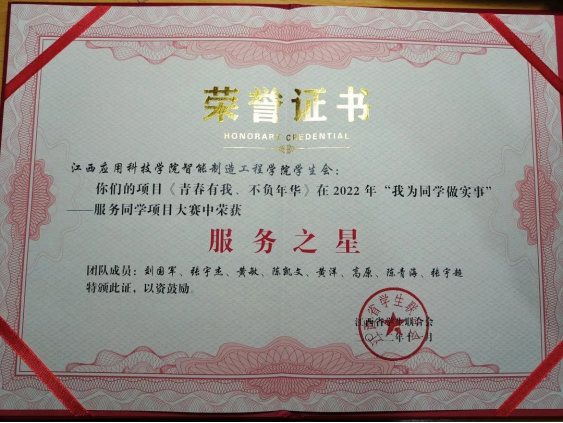 荣誉证书
HONORARY CREDENTIAL
江西应用科技学院智能制造工程学院学生会：
你们的项目《青春有我、不负年华》在2022年“我为同学做实事”
——服务同学项目大赛中荣获
服务之星
团队成员：刘国军、张宇杰、黄敏、陈凯文、黄洋、高原、陈青海、张宇超
特颁此证，以资鼓励。
江西省学生联合会
二年十一月